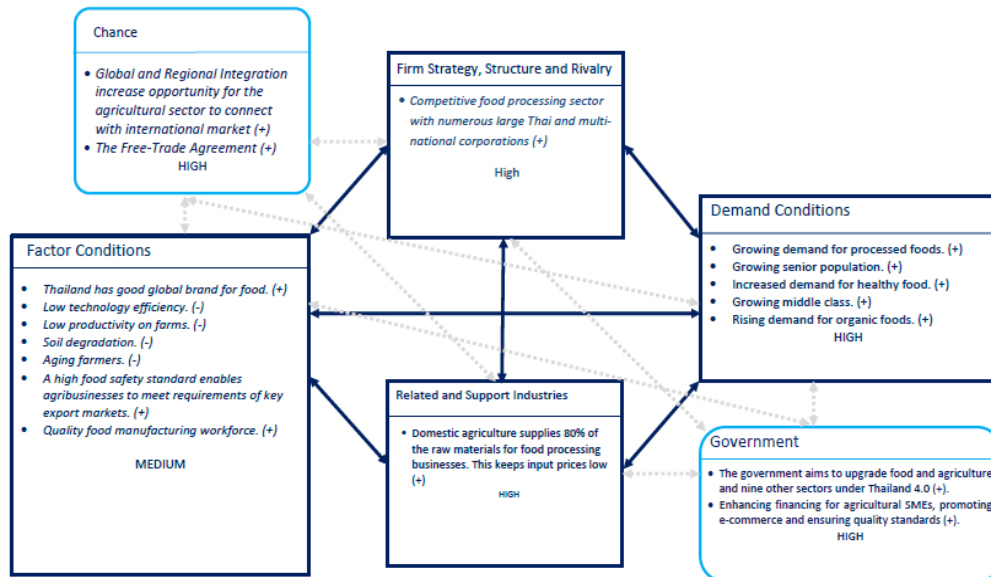 Chance
• Global and Regional Integration
increase opportunity for the
agricultural sector to connect
with international market (+)
• The Free-Trade Agreement (+)
HIGH
Firm Strategy, Structure and Rivalry
• Competitive food processing sector
with numerous large Thai and multi-
national corporations (+)
High
Demand Conditions
• Growing demand for processed foods. (+)
• Growing senior population. (+)
• Increased demand for healthy food. (+)
• Growing middle class. (+)
• Rising demand for organic foods. (+)
HIGH
Factor Conditions
• Thailand has good global brand for food. (+)
• Low technology efficiency. (-)
• Low productivity on farms. (-)
• Soil degradation. (-)
• Aging farmers. (-)
• A high food safety standard enables
agribusinesses to meet requirements of key
export markets. (+)
• Quality food manufacturing workforce. (+)
MEDIUM
Related and Support Industries
• Domestic agriculture supplies 80% of
the raw materials for food processing
businesses. This keeps input prices low
(+)
HIGH
Government
• The government aims to upgrade food and agriculture
and nine other sectors under Thailand 4.0 (+).
• Enhancing financing for agricultural SMEs, promoting
e-commerce and ensuring quality standards (+).
HIGH